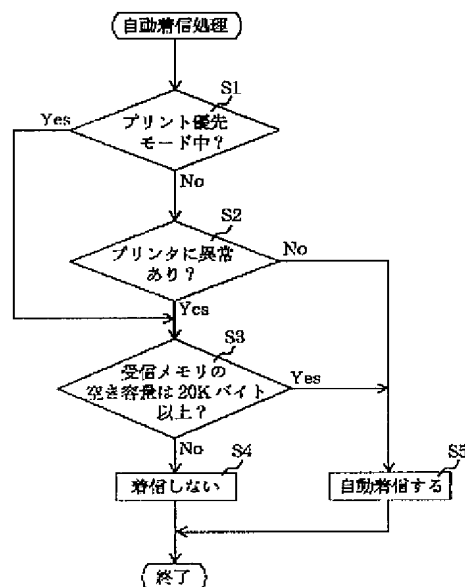 自動着信処理
S1
プリント優先
モード中？
Yes
No
S2
プリンタに異常
あり？
No
Yes
S3
受信メモリの
空き容量は20Kバイト
以上？
Yes
No
S4
着信しない
S5
自動着信する
終了